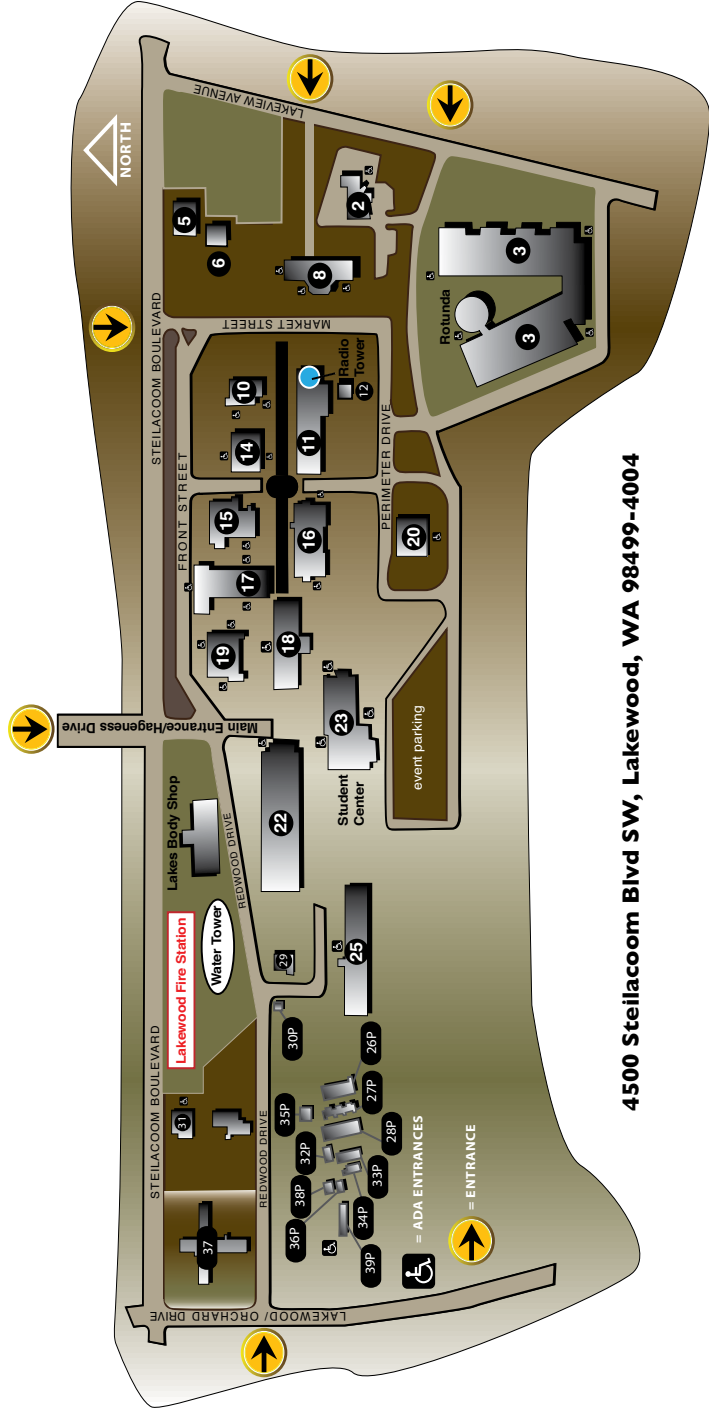 LAKEVIEW AVENUE
NORTH
5
6
2
8
3
3
Rotunda
STEILACOOM BOULEVARD
MARKET STREET
FRONT STREET
PERIMETER DRIVE
Radio
Tower
10
11
12
14
15
16
17
18
19
20
Main Entrance/Hageness Drive
22
23
Student
Center
event parking
Lakes Body Shop
REDWOOD DRIVE
Lakewood Fire Station
Water Tower
25
29
30P
26P
27P
28P
35P
32P
33P
38P
34P
36P
39P
STEILACOOM BOULEVARD
31
REDWOOD DRIVE
37
LAKEWOOD/ ORCHARD DRIVE
= ADA ENTRANCES
= ENTRANCE
4500 Steilacoom Blvd SW, Lakewood, WA 98499-4004